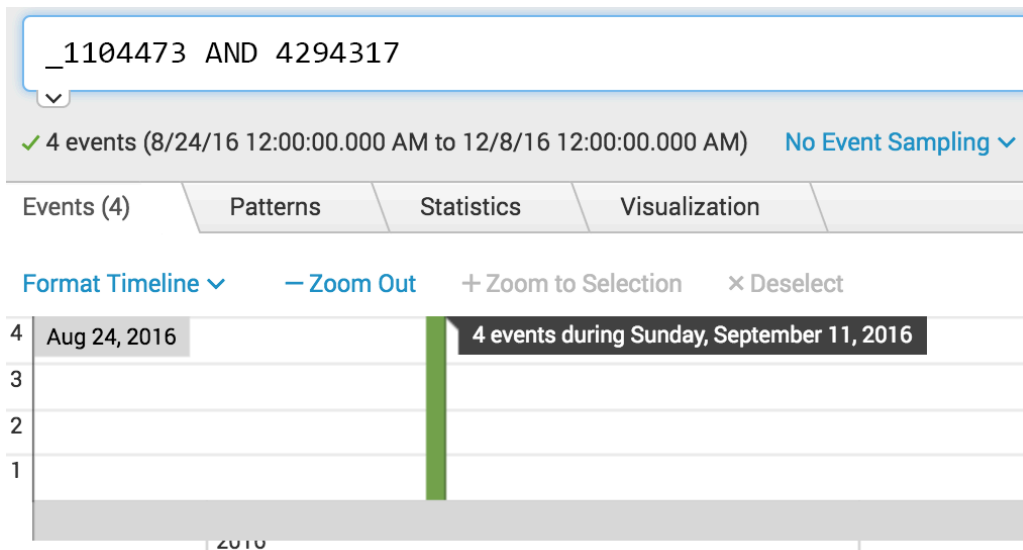 _1104473 AND 4294317
4 events (8/24/16 12:00:00.000 AM to 12/8/16 12:00:00.000 AM) No Event Sampling
Events (4) Patterns Statistics Visualization
Format Timeline — Zoom Out + Zoom to Selection × Deselect
4 Aug 24, 2016 4 events during Sunday, September 11, 2016
3
2
1
2016